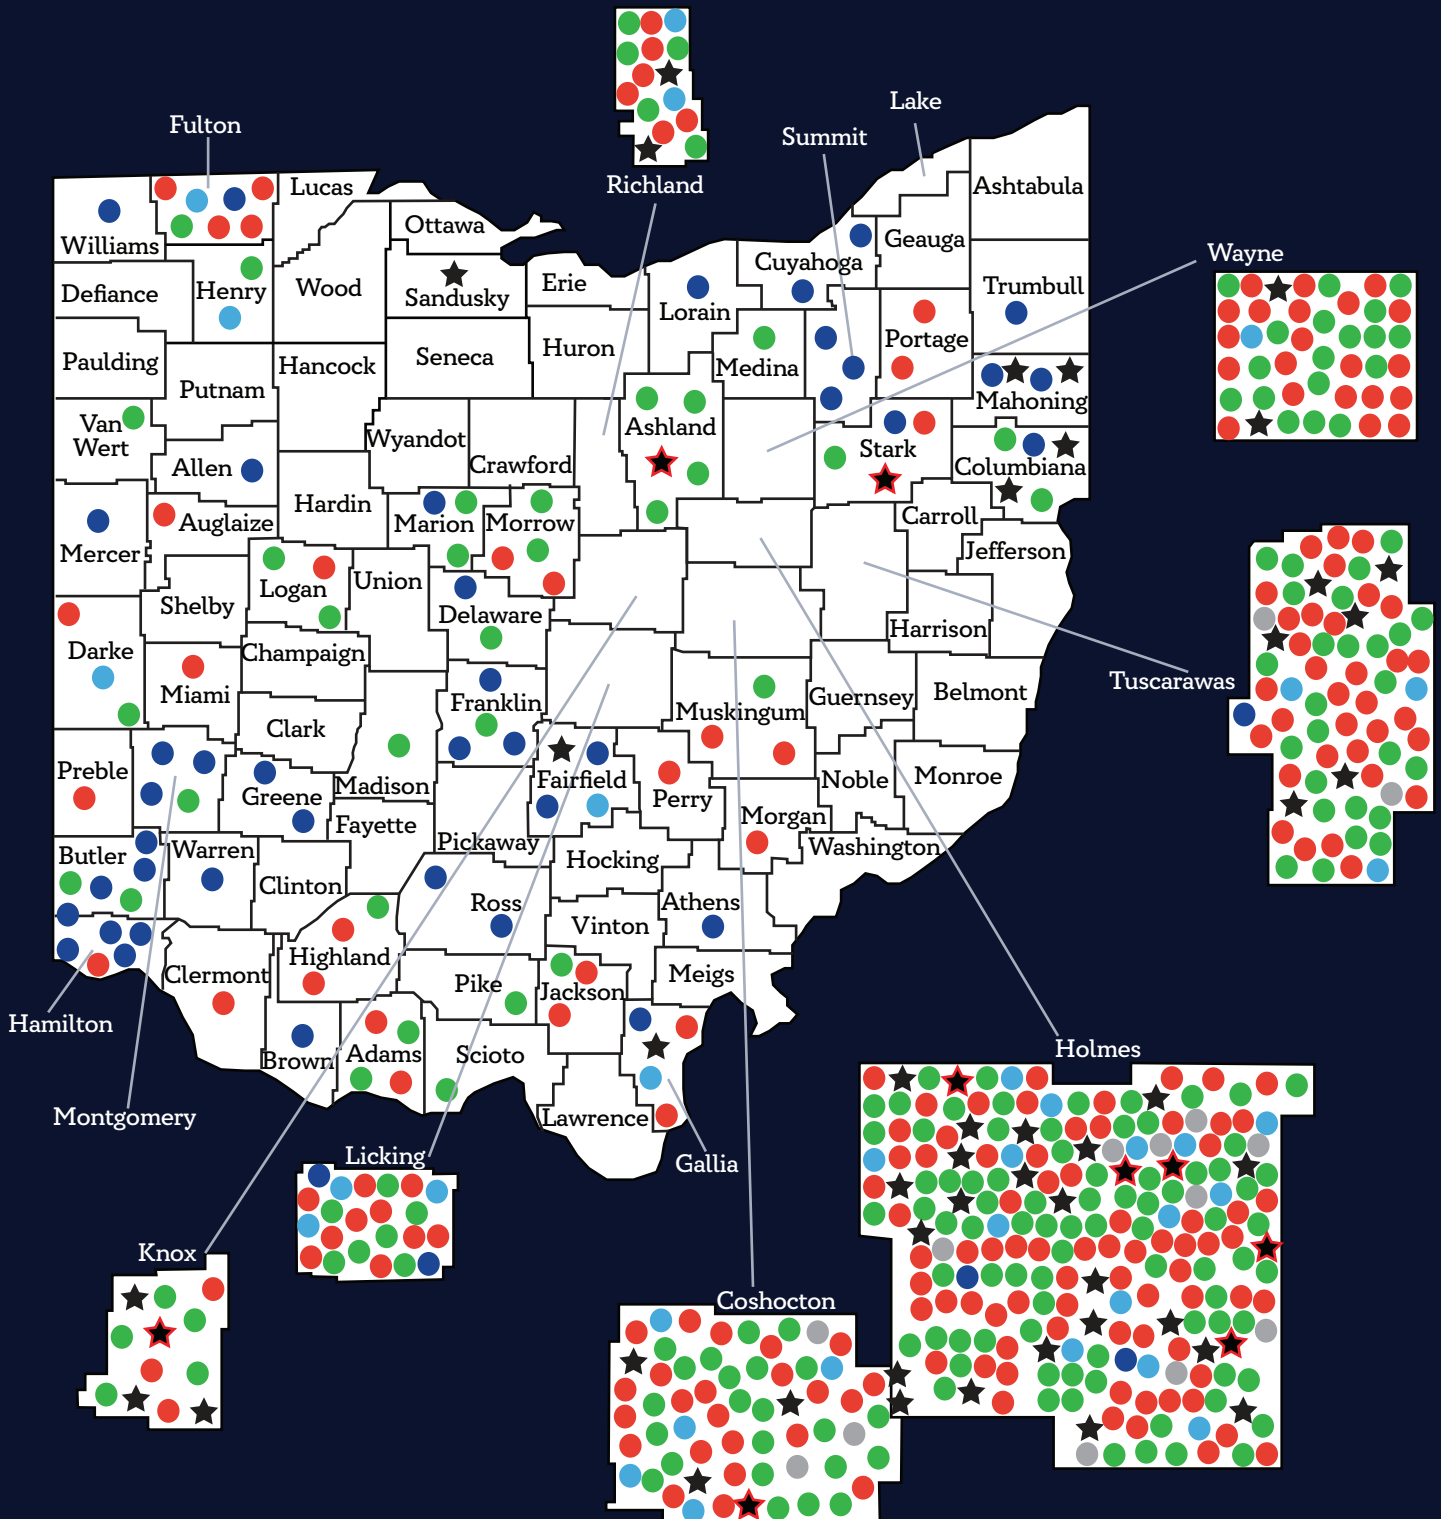 Lake
Fulton
Summit
Richland
Lucas
Ashtabula
Ottawa
Geauga
Williams
Wayne
Cuyahoga
Erie
Henry
Wood
Sandusky
Trumbull
Defiance
Lorain
Portage
Huron
Seneca
Paulding
Hancock
Medina
Putnam
Mahoning
Van
Wert
Ashland
Wyandot
Stark
Crawford
Allen
Columbiana
Hardin
Carroll
Auglaize
Marion
Morrow
Mercer
Jefferson
Union
Logan
Shelby
Delaware
Harrison
Darke
Champaign
Tuscarawas
Miami
Belmont
Guernsey
Franklin
Muskingum
Clark
Preble
Fairfield
Noble
Monroe
Madison
Greene
Perry
Morgan
Fayette
Pickaway
Washington
Warren
Butler
Hocking
Clinton
Ross
Athens
Vinton
Highland
Clermont
Meigs
Pike
Jackson
Hamilton
Holmes
Adams
Scioto
Brown
Montgomery
Lawrence
Licking
Gallia
Knox
Coshocton